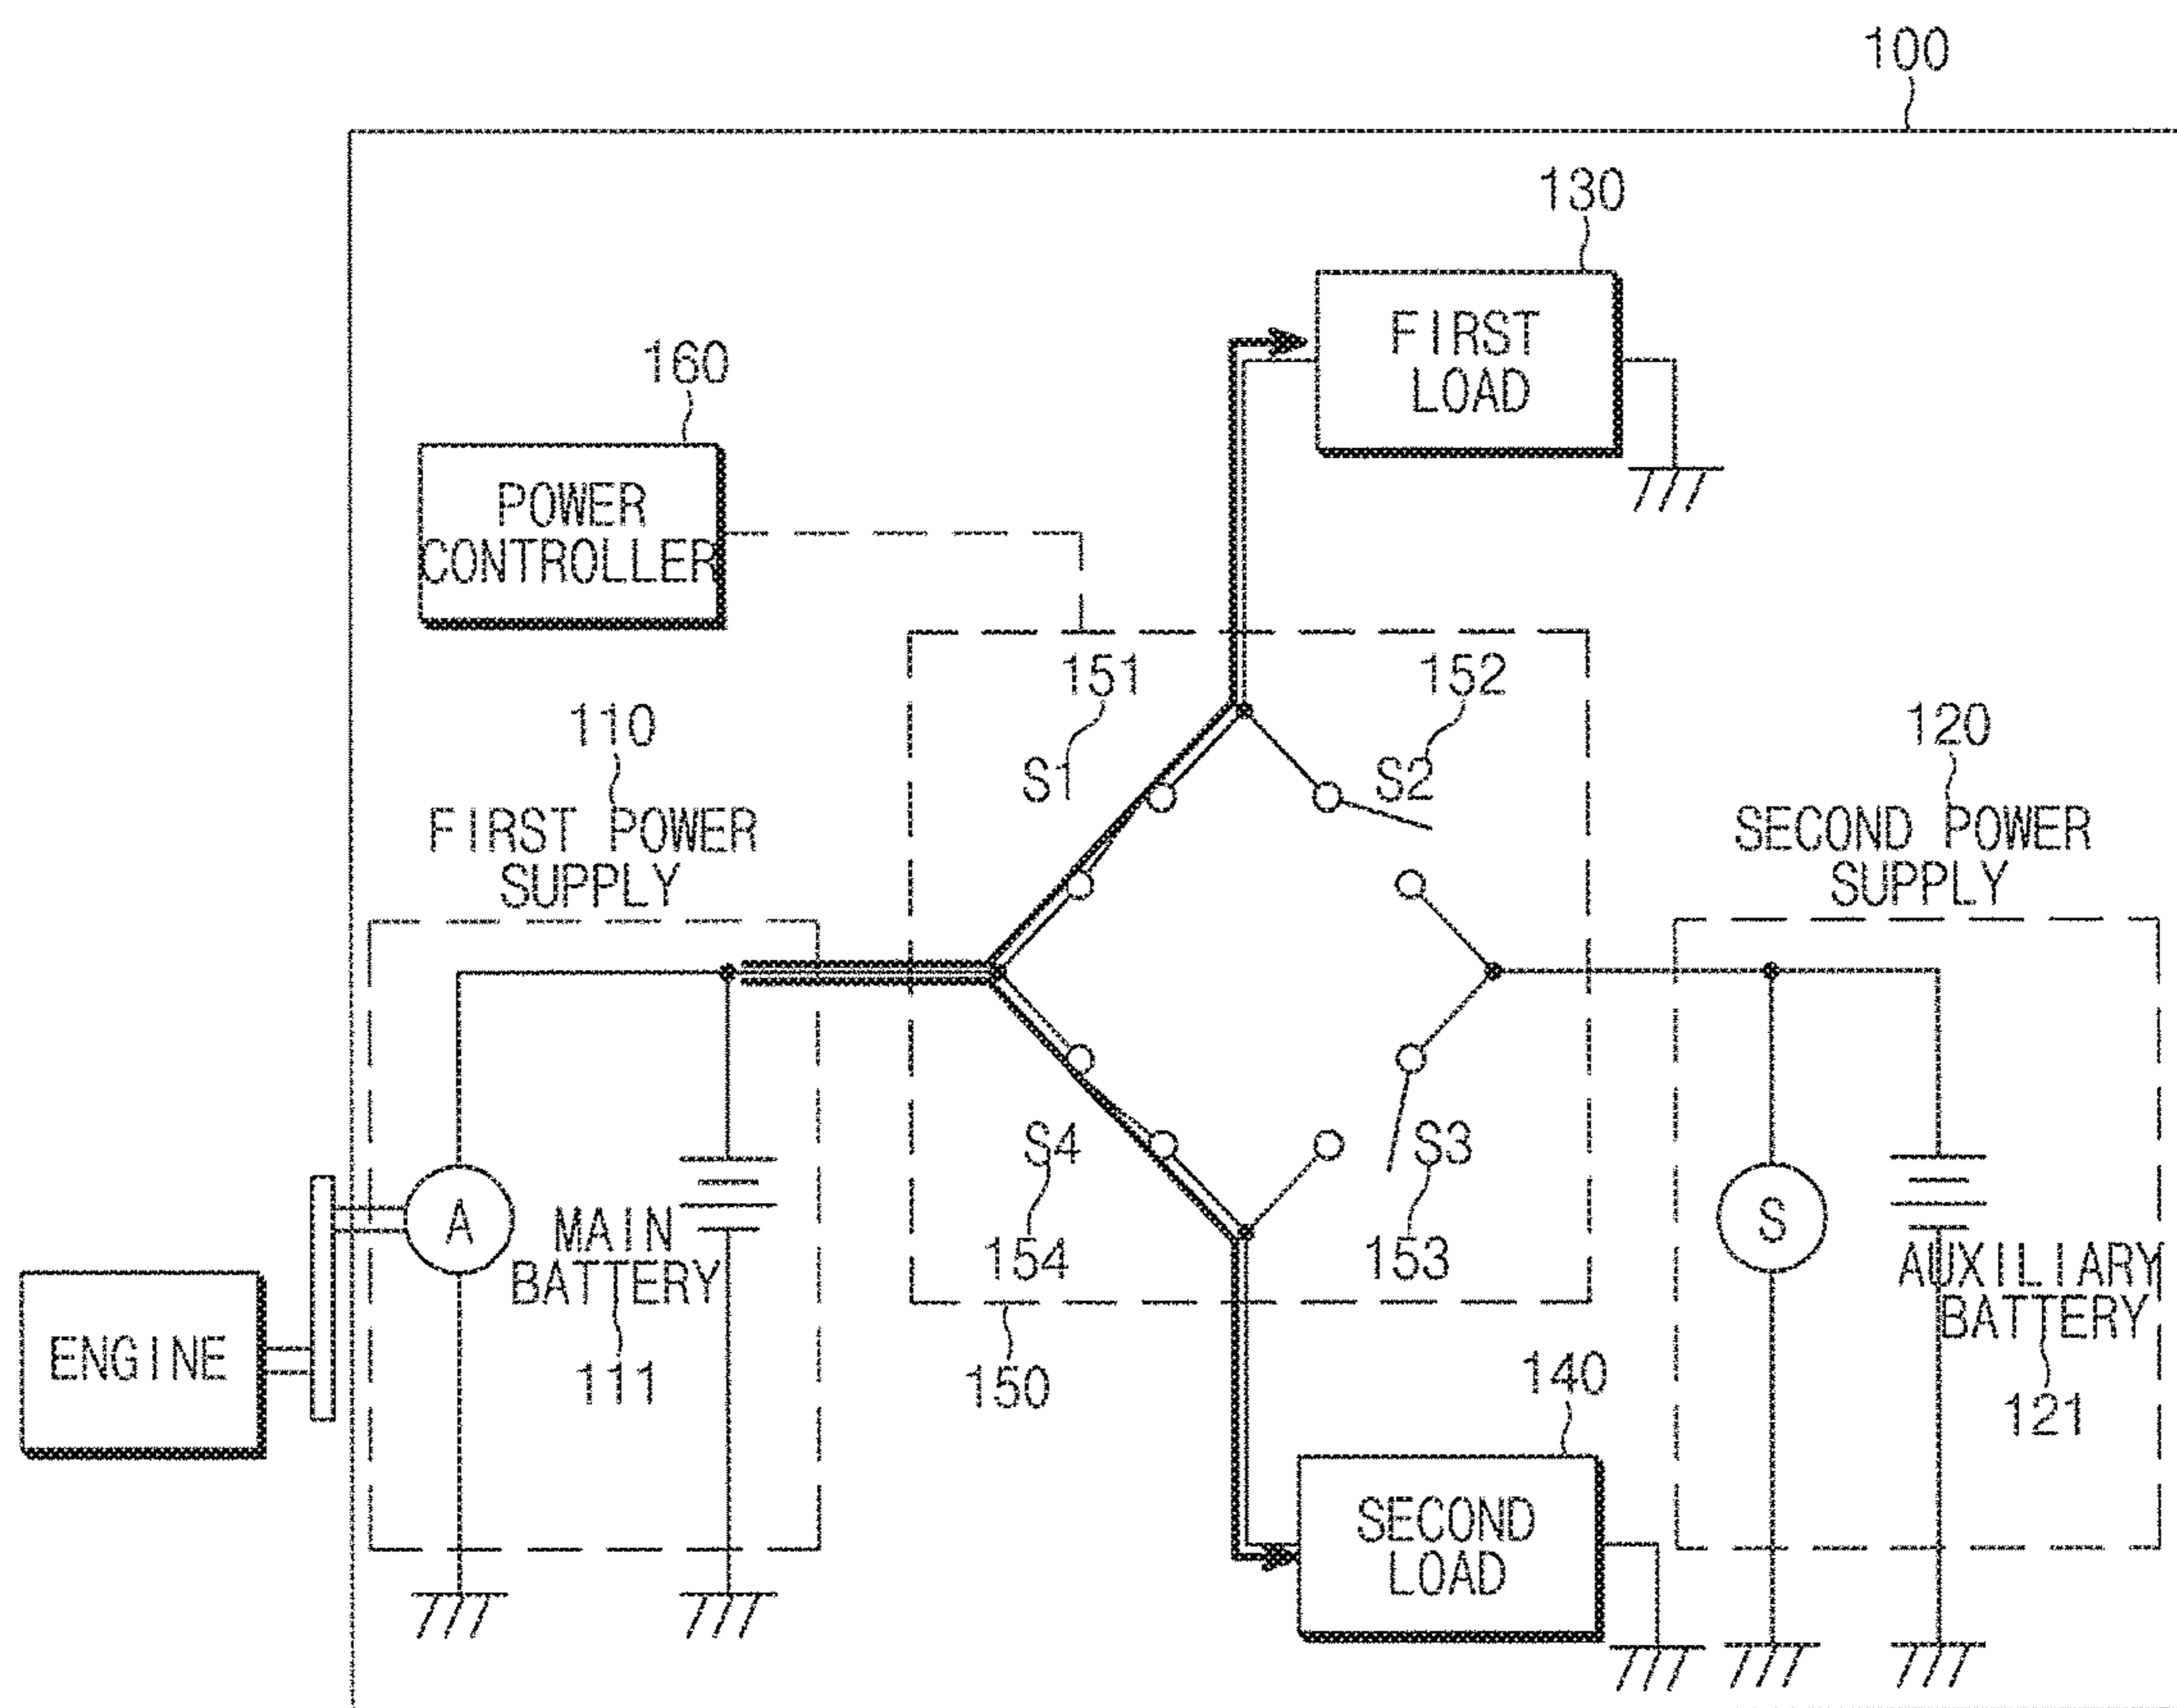 100
130
FIRST
LOAD
160
POWER
CONTROLLER
151
152
S1
S2
110
FIRST POWER
SUPPLY
120
SECOND POWER
SUPPLY
S4
S3
154
153
A
MAIN
BATTERY
111
S
AUXILIARY
BATTERY
121
ENGINE
150
140
SECOND
LOAD